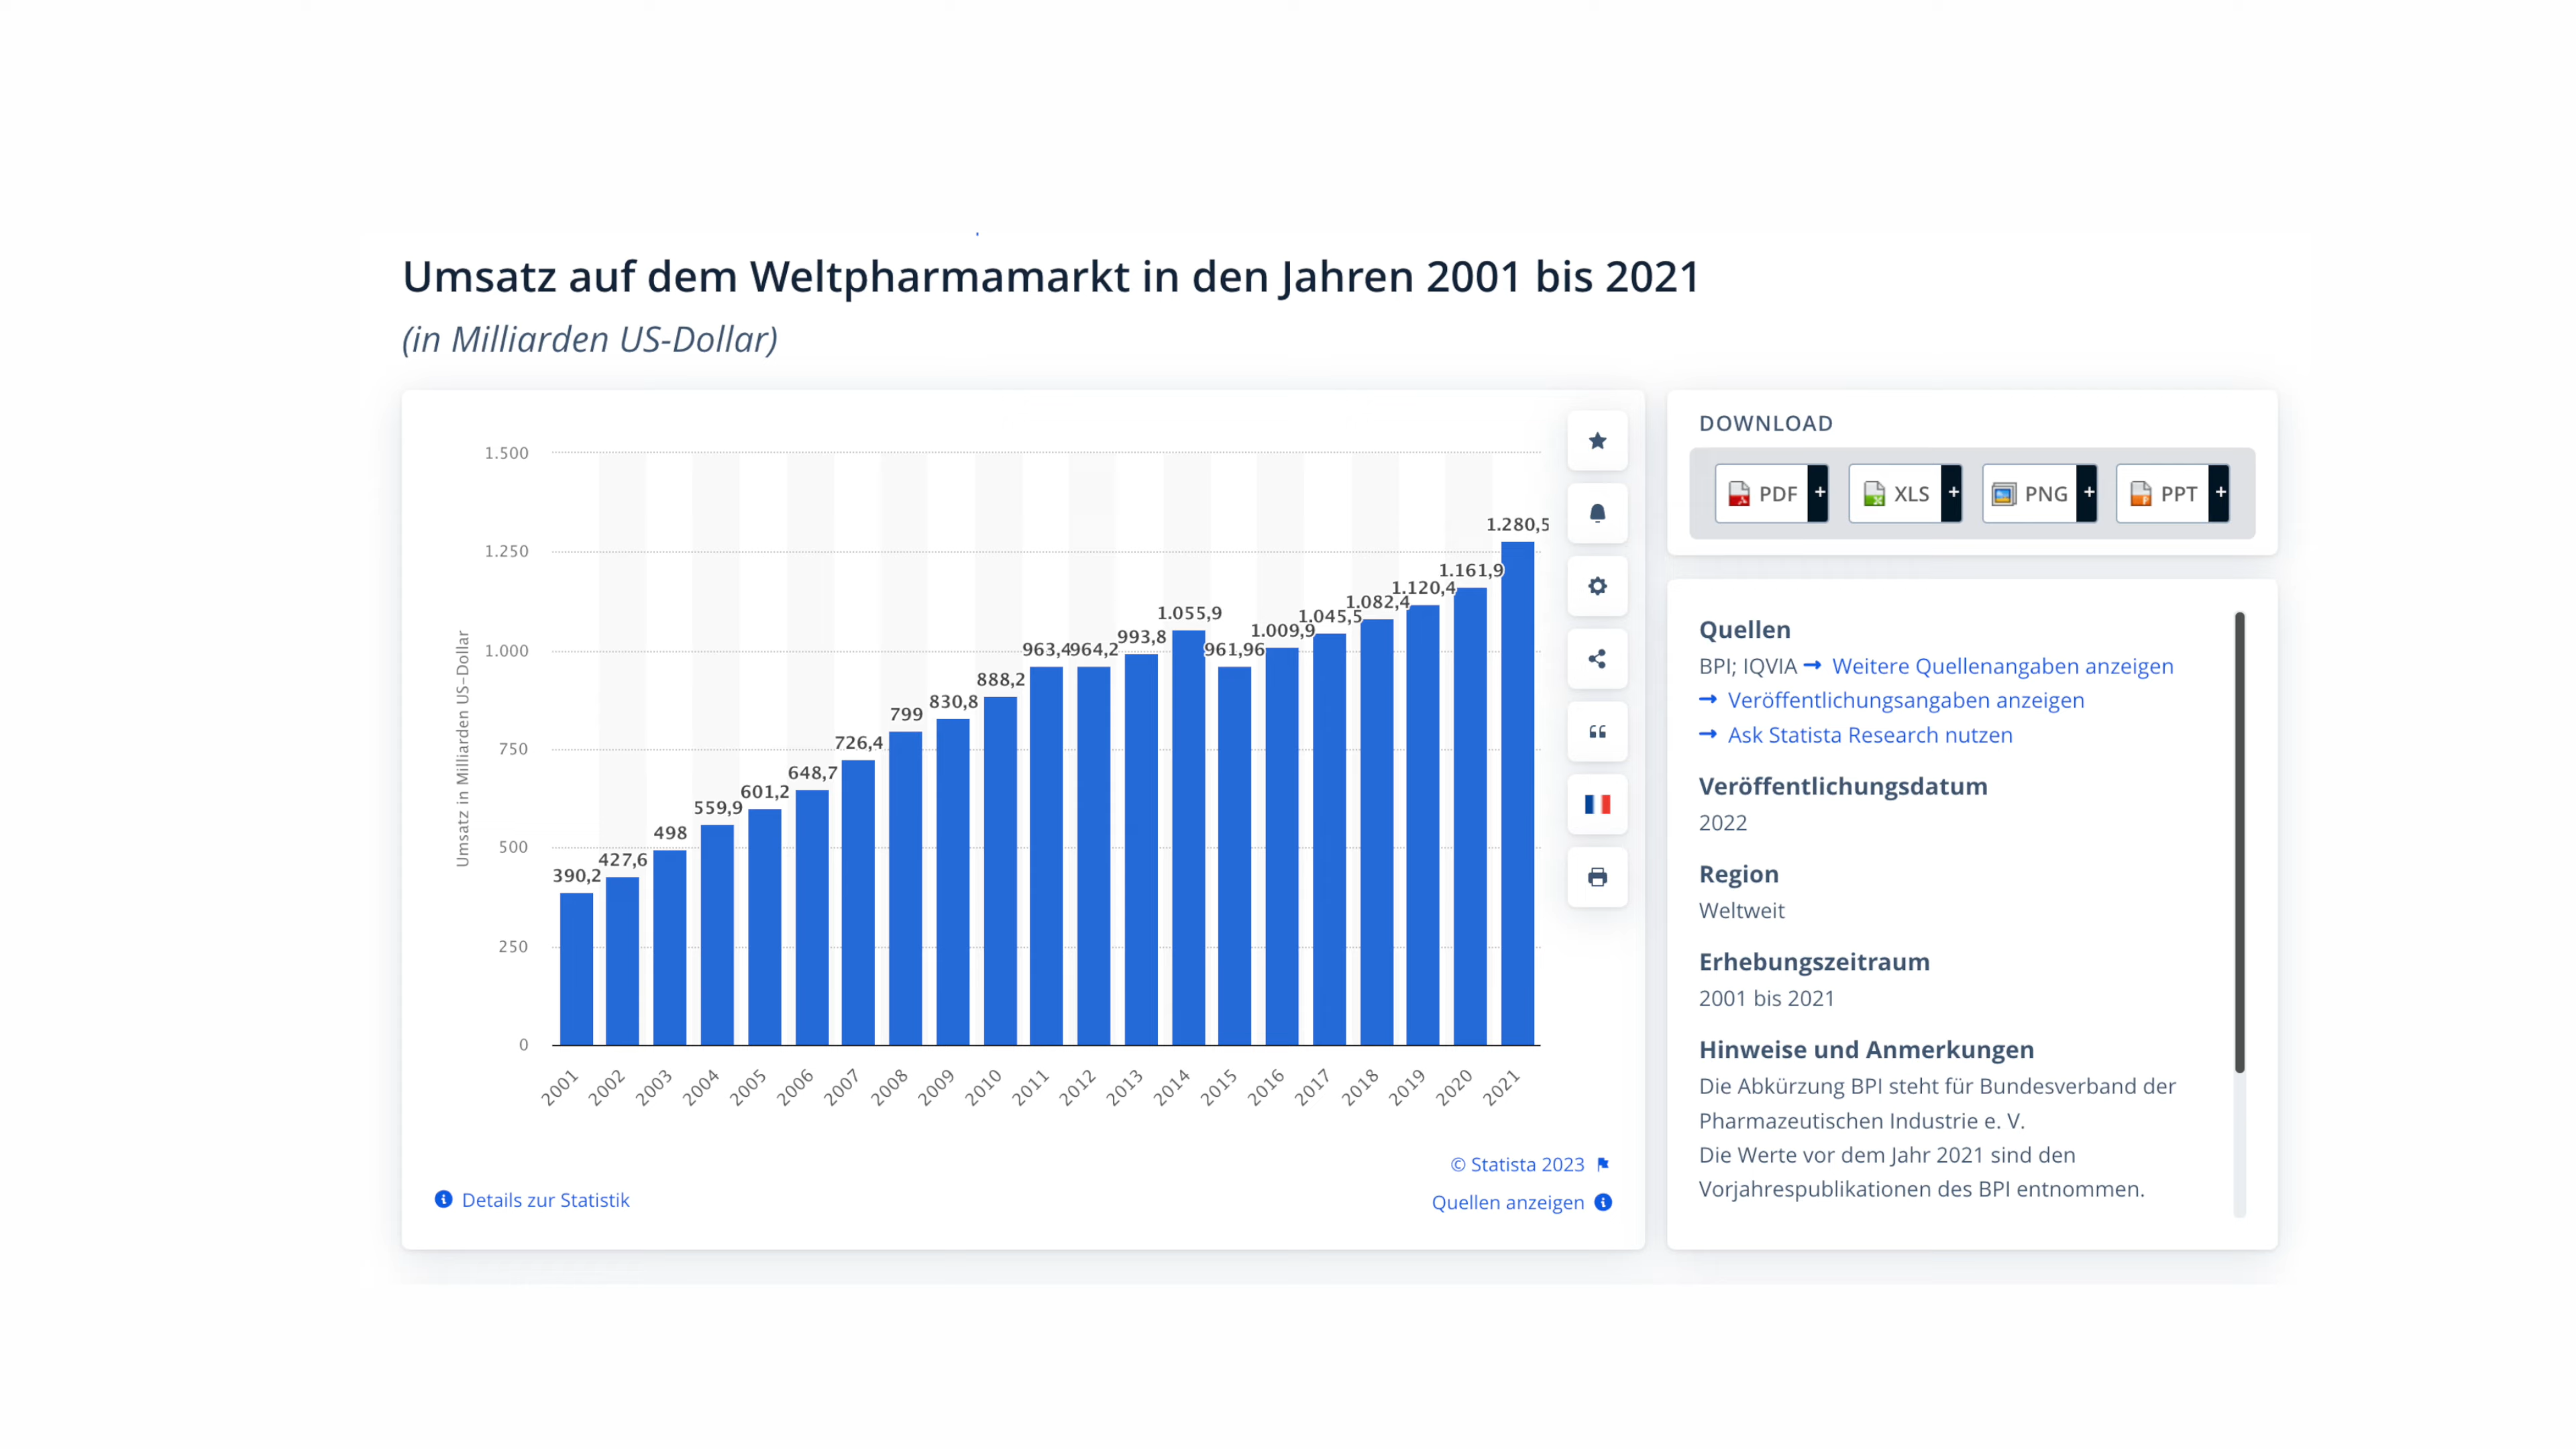 Umsatz auf dem Weltpharmamarkt in den Jahren 2001 bis 2021
(in Milliarden US-Dollar)
Umsatz in Milliarden US-Dollar
1.500
1.250
1.000
750
500
250
0
390,2
427,6
498
559,9
601,2
648,7
726,4
799
830,8
888,2
963,4
964,2
993,8
1.055,9
961,96
1.009,9
1.045,5
1.082,4
1.120,4
1.161,9
1.280,5
2001
2002
2003
2004
2005
2006
2007
2008
2009
2010
2011
2012
2013
2014
2015
2016
2017
2018
2019
2020
2021
© Statista 2023
Details zur Statistik
Quellen anzeigen
DOWNLOAD
PDF +
XLS +
PNG +
PPT +
Quellen
BPI; IQVIA → Weitere Quellenangaben anzeigen
→ Veröffentlichungsangaben anzeigen
→ Ask Statista Research nutzen
Veröffentlichungsdatum
2022
Region
Weltweit
Erhebungszeitraum
2001 bis 2021
Hinweise und Anmerkungen
Die Abkürzung BPI steht für Bundesverband der
Pharmazeutischen Industrie e. V.
Die Werte vor dem Jahr 2021 sind den
Vorjahrespublikationen des BPI entnommen.